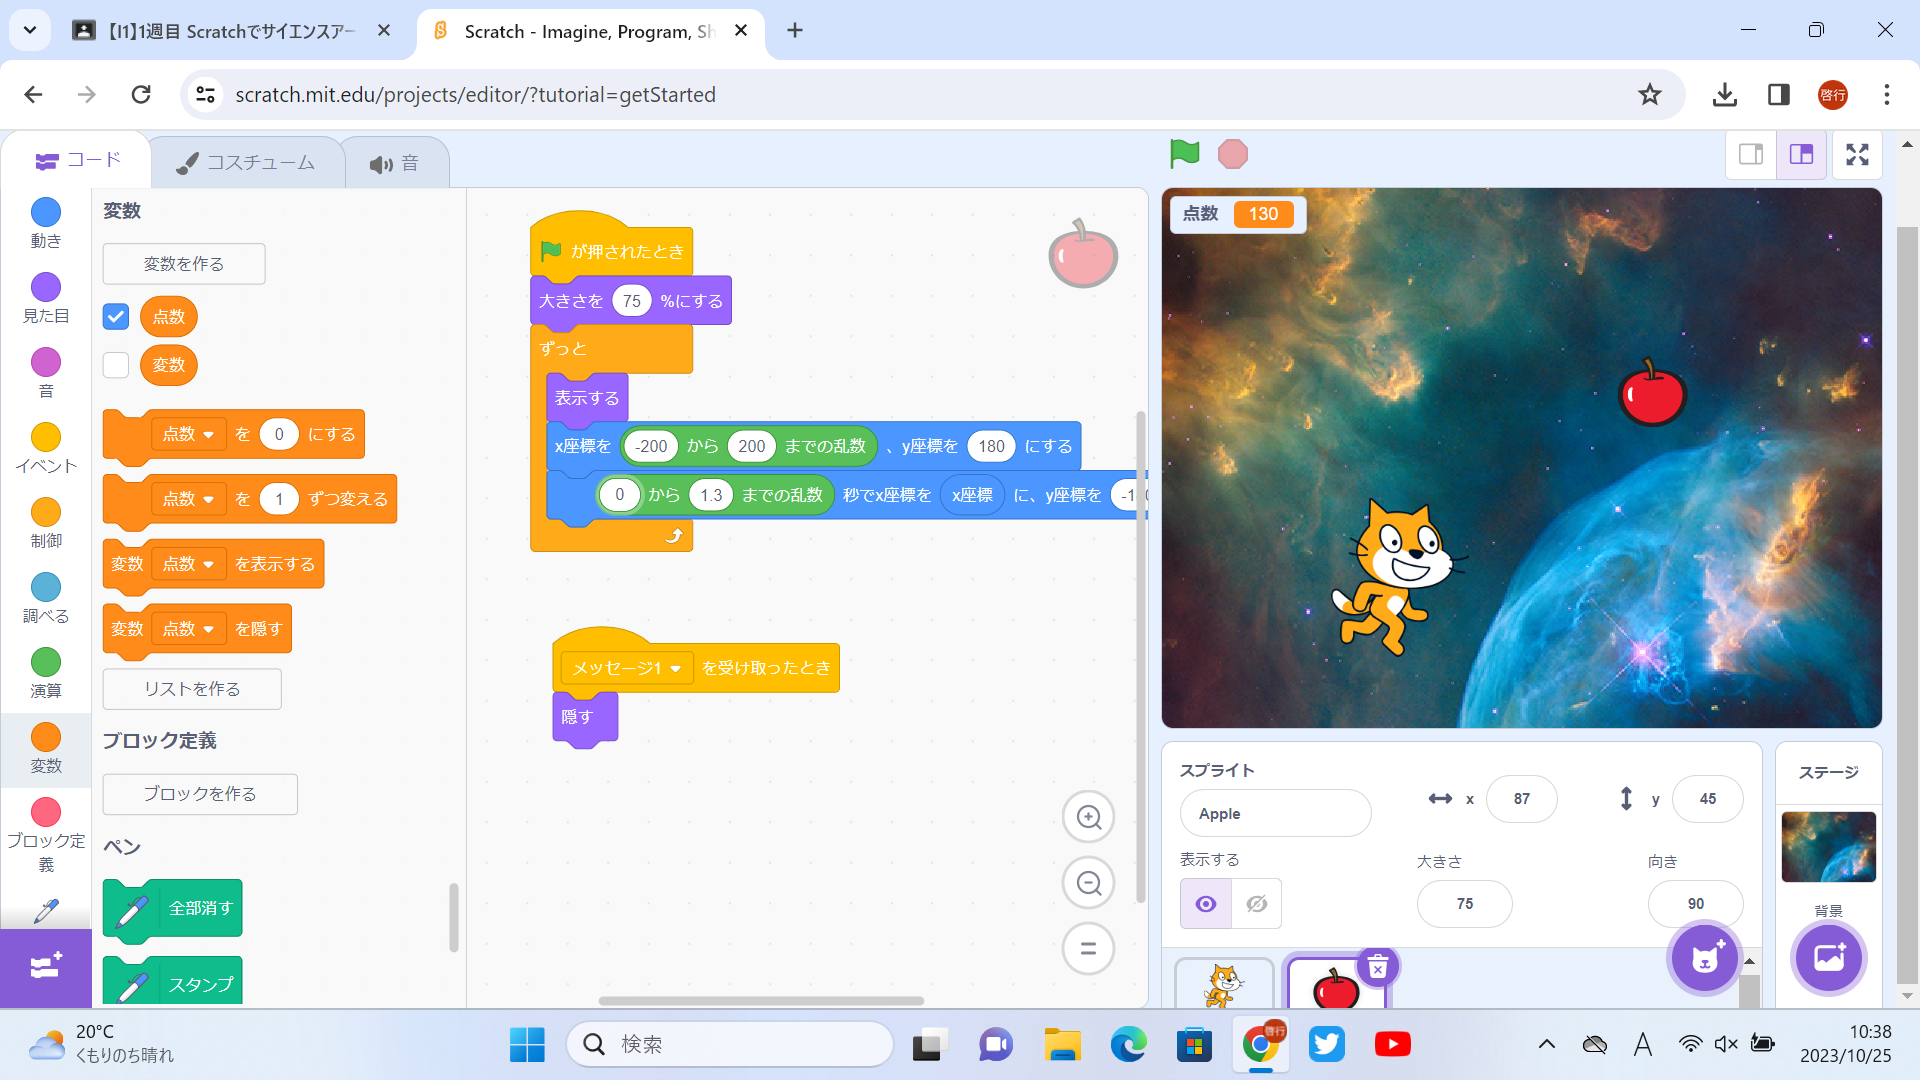 【I1】1週目 Scratchでサイエンスアー
Scratch - Imagine, Program, Sh
scratch.mit.edu/projects/editor/?tutorial=getStarted
啓行
コード
コスチューム
音
動き
見た目
音
イベント
制御
調べる
演算
変数
ブロック定
義
変数
変数を作る
点数
変数
点数 を 0 にする
点数 を 1 ずつ変える
変数 点数 を表示する
変数 点数 を隠す
リストを作る
ブロック定義
ブロックを作る
ペン
全部消す
スタンプ
が押されたとき
大きさを 75 %にする
ずっと
表示する
x座標を -200 から 200 までの乱数 、y座標を 180 にする
0 から 1.3 までの乱数 秒でx座標を x座標 に、y座標を
メッセージ1 を受け取ったとき
隠す
点数 130
スプライト
Apple
x 87
y 45
表示する
大きさ
75
向き
90
ステージ
背景
20°C
くもりのち晴れ
検索
啓行
A
10:38
2023/10/25